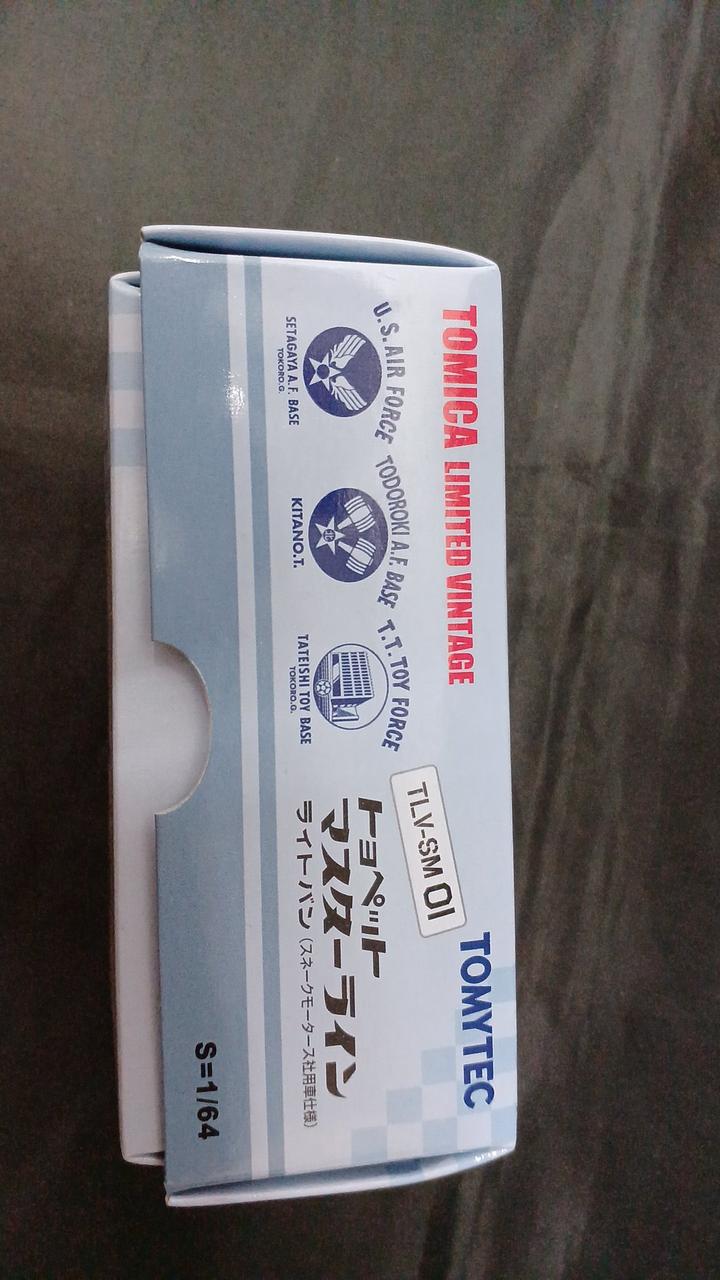 TOMICA LIMITED VINTAGE
TOMYTEC
U.S. AIR FORCE
SETAGAYA A.F. BASE
TOKORO.G.
TODOROKI A.F. BASE
KITANO.T.
T.T. TOY FORCE
TATEISHI TOY BASE
TOKORO.G.
TLV-SM 01
トヨペット
マスターライン
ライトバン (スネークモータース社用車仕様)
S=1/64